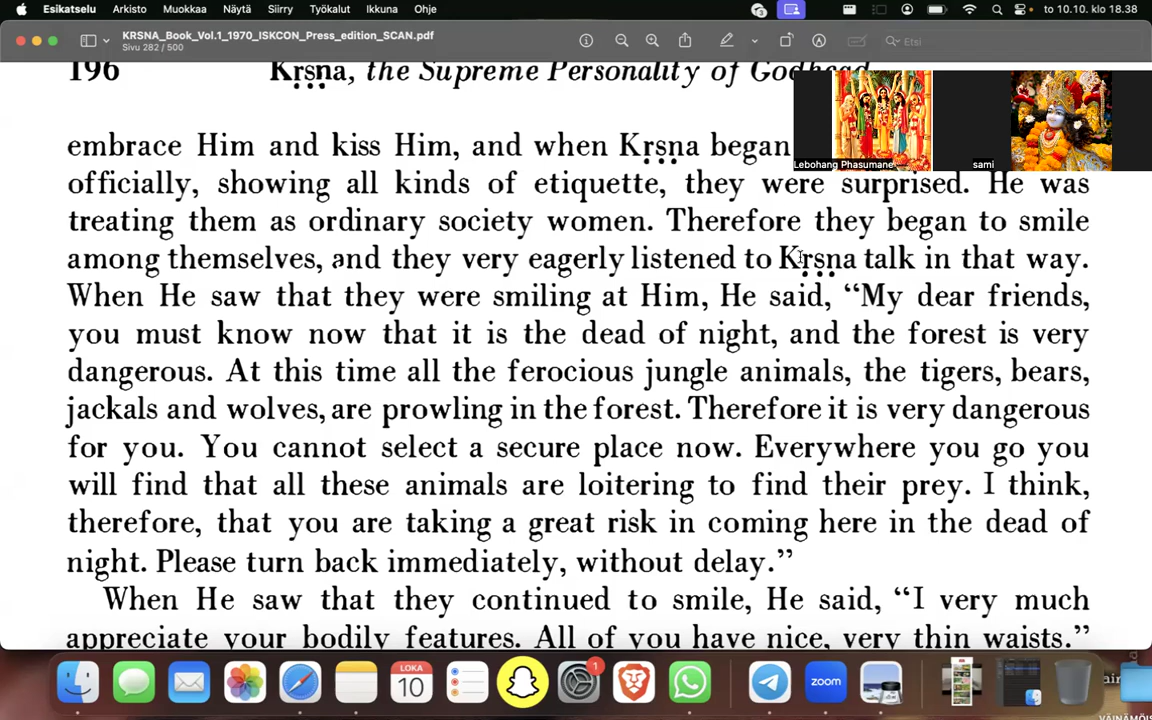 Esikatselu Arkisto Muokkaa Näytä Siirry Työkalut Ikkuna Ohje to 10.10. klo 18.38
KRSNA_Book_Vol.1_1970_ISKCON_Press_edition_SCAN.pdf
Sivu 282 / 500
Etsi
196 Kṛṣṇa, the Supreme Personality of Godhead
Lebohang Phasumane sami
embrace Him and kiss Him, and when Kṛṣṇa began
officially, showing all kinds of etiquette, they were surprised. He was
treating them as ordinary society women. Therefore they began to smile
among themselves, and they very eagerly listened to Kṛṣṇa talk in that way.
When He saw that they were smiling at Him, He said, “My dear friends,
you must know now that it is the dead of night, and the forest is very
dangerous. At this time all the ferocious jungle animals, the tigers, bears,
jackals and wolves, are prowling in the forest. Therefore it is very dangerous
for you. You cannot select a secure place now. Everywhere you go you
will find that all these animals are loitering to find their prey. I think,
therefore, that you are taking a great risk in coming here in the dead of
night. Please turn back immediately, without delay.”
When He saw that they continued to smile, He said, “I very much
appreciate your bodily features. All of you have nice, very thin waists.”
LOKA
10
1
zoom